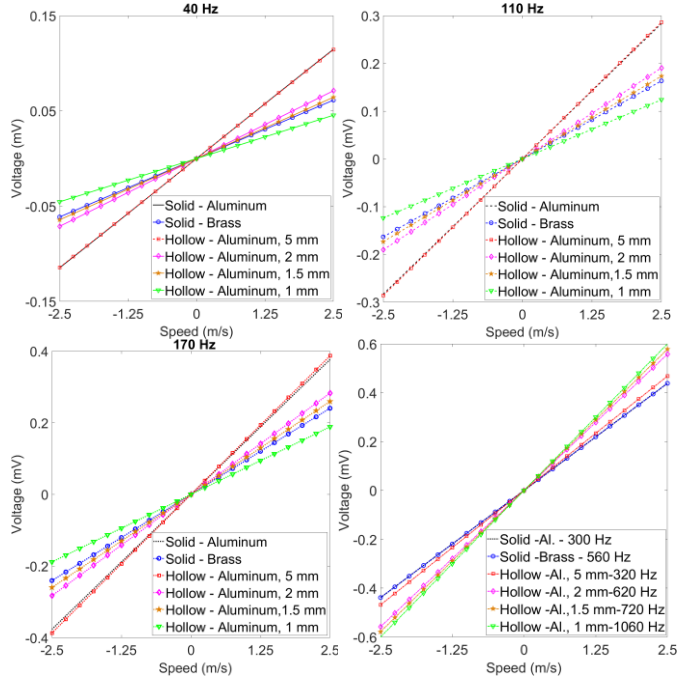 40 Hz
0.15
0.05
-0.05
-0.15
Voltage (mV)
Solid - Aluminum
Solid - Brass
Hollow - Aluminum, 5 mm
Hollow - Aluminum, 2 mm
Hollow - Aluminum, 1.5 mm
Hollow - Aluminum, 1 mm
-2.5 -1.25 0 1.25 2.5
Speed (m/s)
110 Hz
0.3
0.2
0.1
0
-0.1
-0.2
-0.3
Voltage (mV)
Solid - Aluminum
Solid - Brass
Hollow - Aluminum, 5 mm
Hollow - Aluminum, 2 mm
Hollow - Aluminum,1.5 mm
Hollow - Aluminum, 1 mm
-2.5 -1.25 0 1.25 2.5
Speed (m/s)
170 Hz
0.4
0.2
0
-0.2
-0.4
Voltage (mV)
Solid - Aluminum
Solid - Brass
Hollow - Aluminum, 5 mm
Hollow - Aluminum, 2 mm
Hollow - Aluminum,1.5 mm
Hollow - Aluminum, 1 mm
-2.5 -1.25 0 1.25 2.5
Speed (m/s)
0.6
0.4
0.2
0
-0.2
-0.4
-0.6
Voltage (mV)
Solid -Al. - 300 Hz
Solid -Brass - 560 Hz
Hollow -Al., 5 mm-320 Hz
Hollow -Al., 2 mm-620 Hz
Hollow -Al., 1.5 mm-720 Hz
Hollow -Al., 1 mm-1060 Hz
-2.5 -1.25 0 1.25 2.5
Speed (m/s)